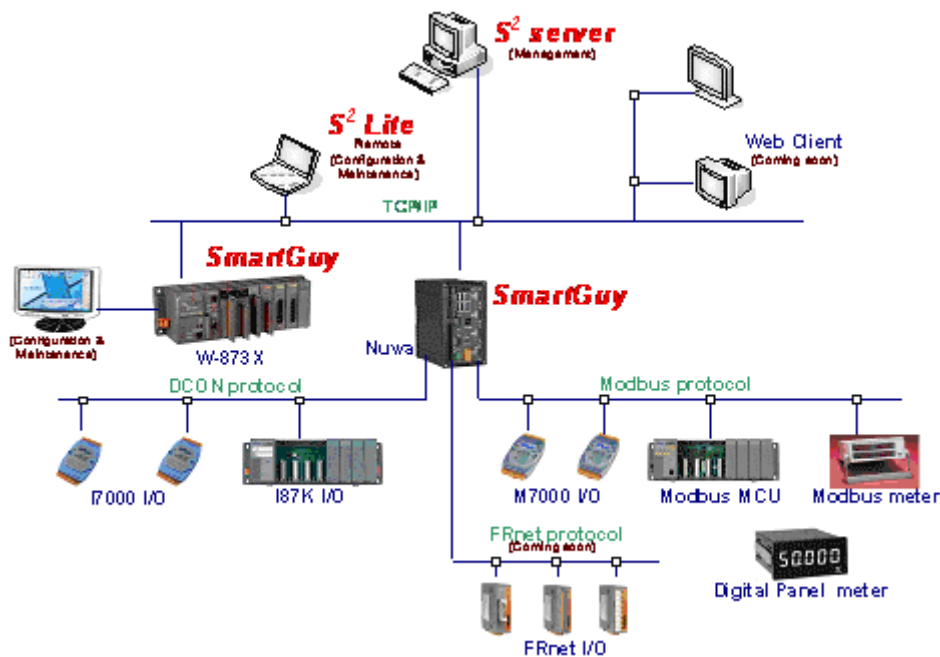 S² server
(Management)
S² Lite
Remote
(Configuration &
Maintenance)
Web Client
(Coming soon)
TCP/IP
SmartGuy
SmartGuy
(Configuration &
Maintenance)
W-873X
Nuwa
DCON protocol
Modbus protocol
I7000 I/O
I87K I/O
M7000 I/O
Modbus MCU
Modbus meter
FRnet protocol
(Coming soon)
50.000
Digital Panel meter
FRnet I/O